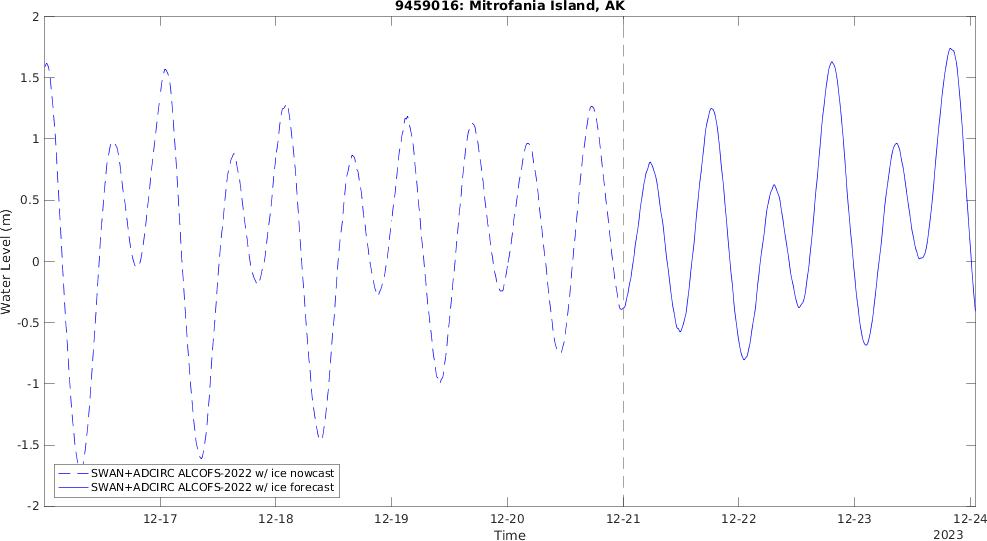 9459016: Mitrofania Island, AK
2
1.5
1
0.5
0
-0.5
-1
-1.5
-2
Water Level (m)
SWAN+ADCIRC ALCOFS-2022 w/ ice nowcast
SWAN+ADCIRC ALCOFS-2022 w/ ice forecast
12-17 12-18 12-19 12-20 12-21 12-22 12-23 12-24
Time
2023